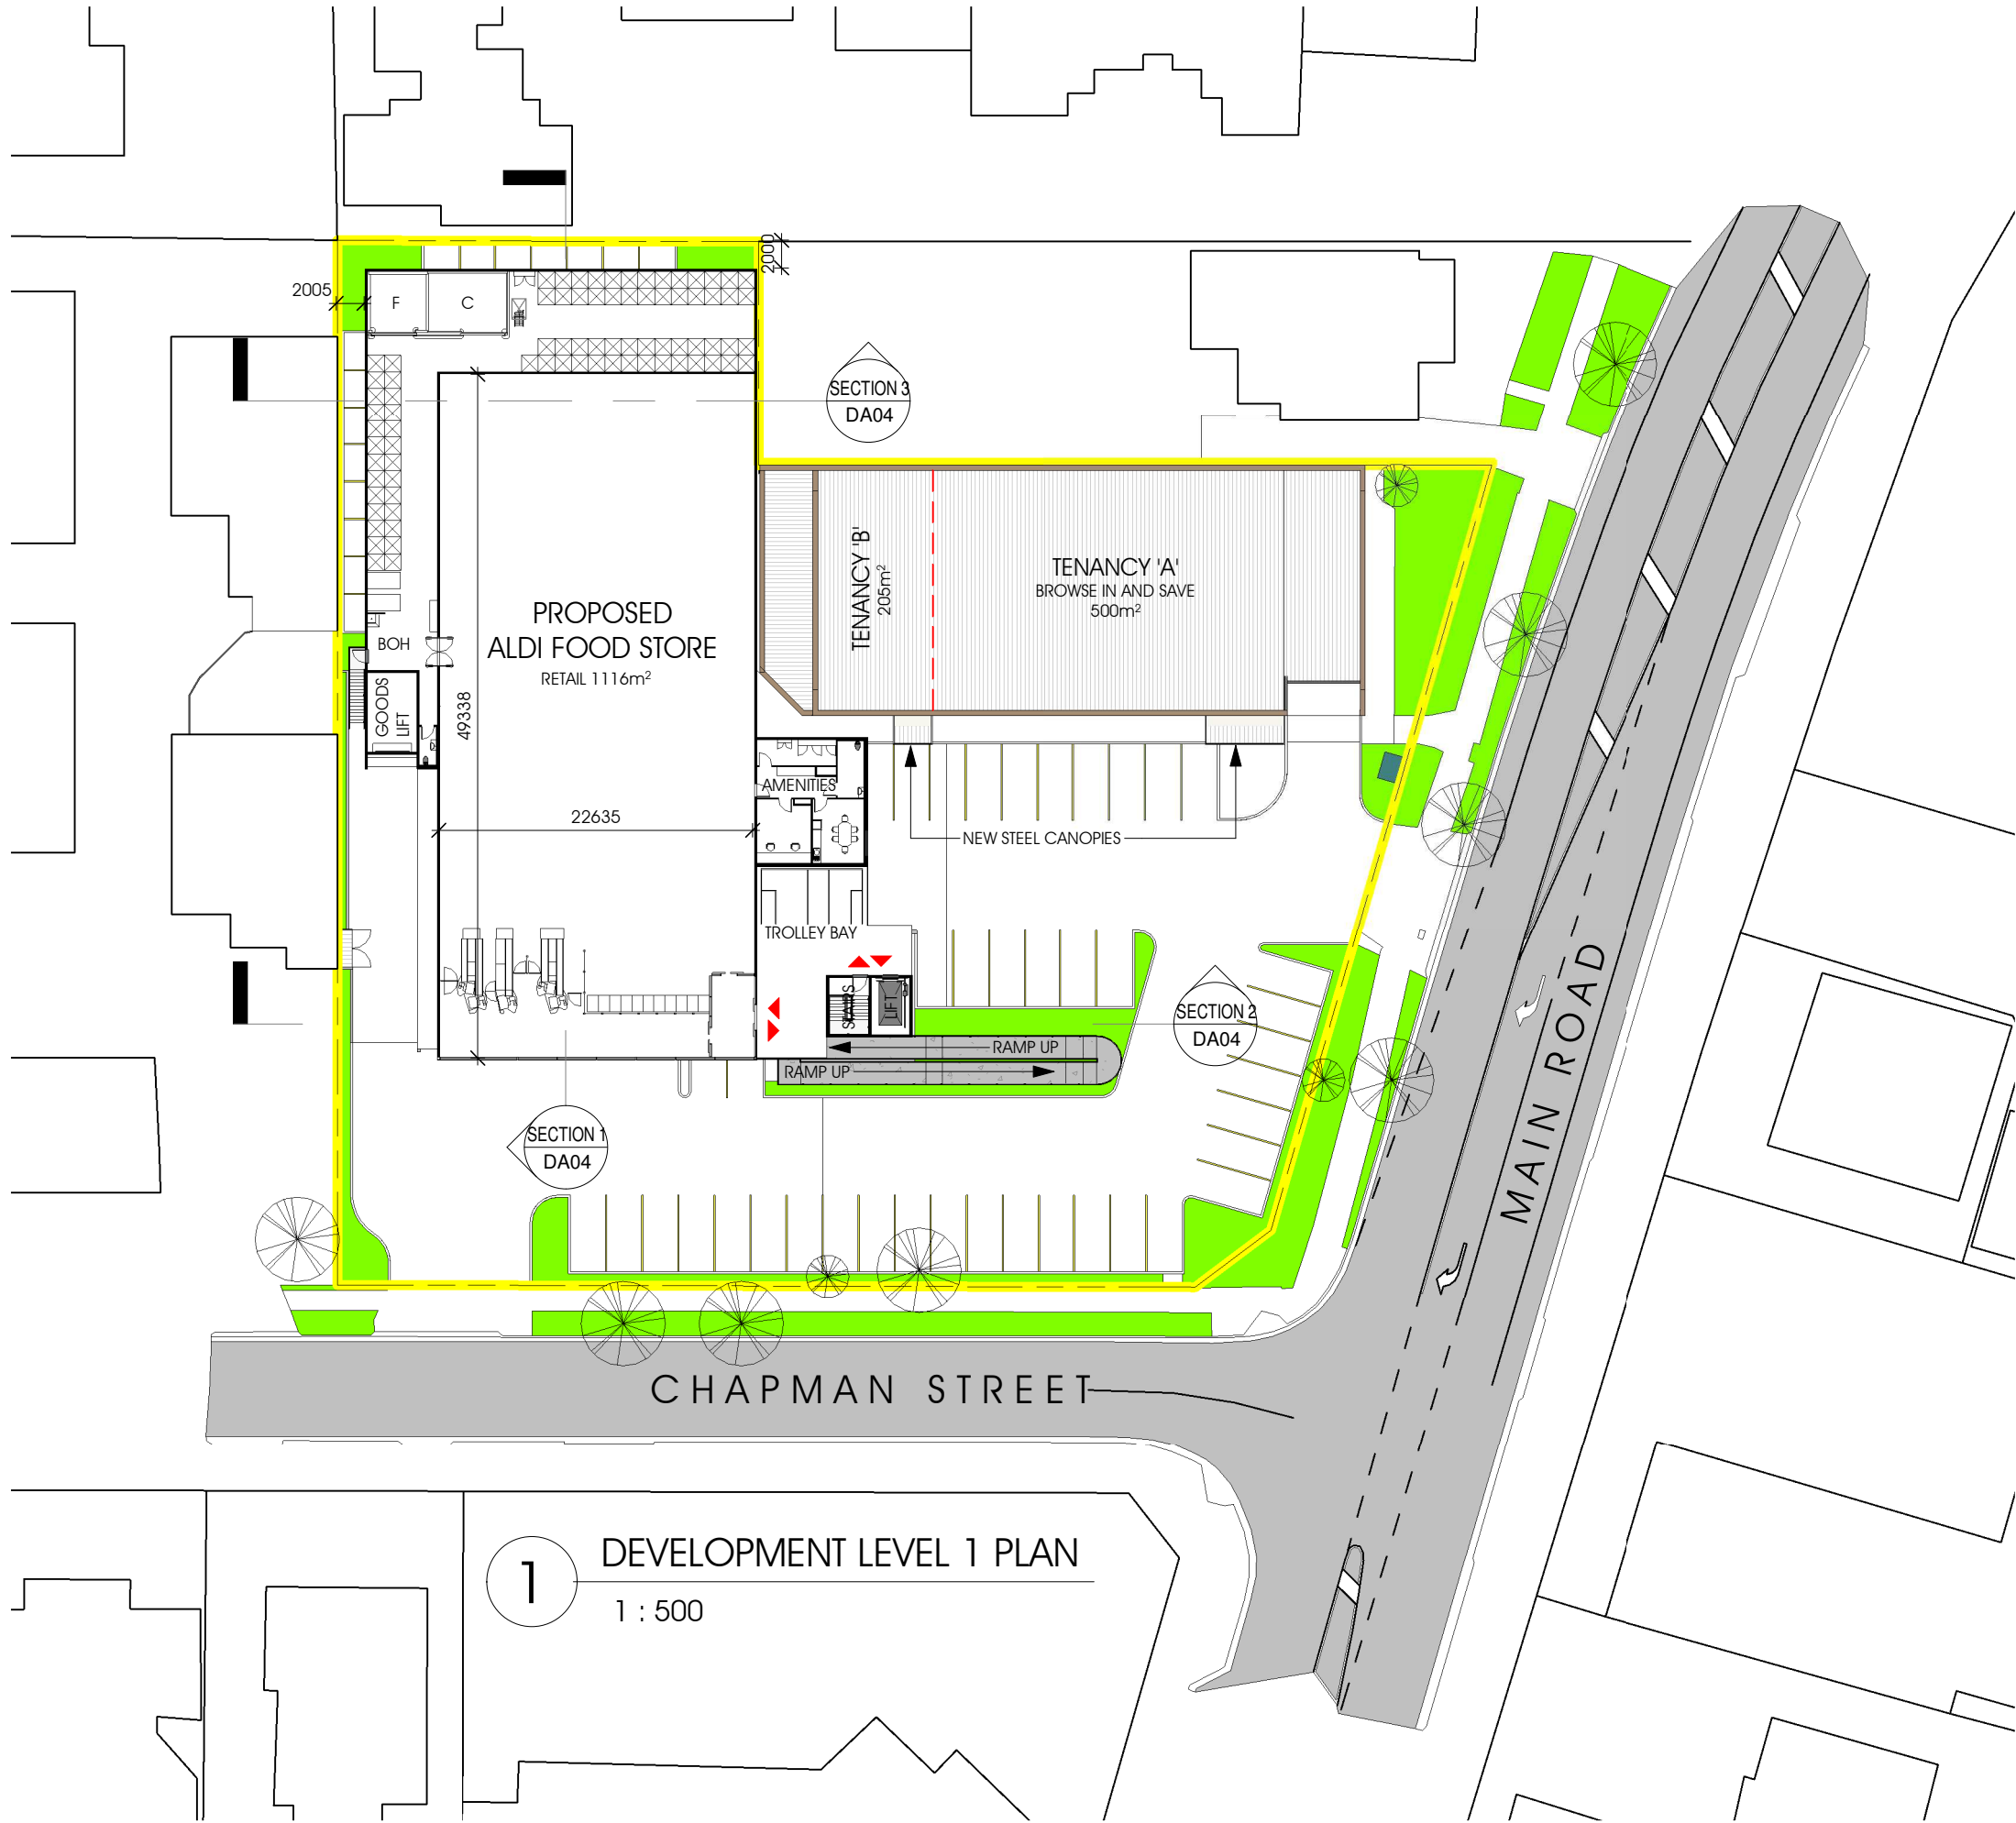 2000
2005
F
C
SECTION 3
DA04
TENANCY 'B'
205m²
TENANCY 'A'
BROWSE IN AND SAVE
500m²
PROPOSED
ALDI FOOD STORE
RETAIL 1116m²
BOH
GOODS
LIFT
49338
AMENITIES
22635
NEW STEEL CANOPIES
TROLLEY BAY
STAIRS
LIFT
SECTION 2
DA04
RAMP UP
RAMP UP
MAIN ROAD
SECTION 1
DA04
CHAPMAN STREET
1
DEVELOPMENT LEVEL 1 PLAN
1 : 500